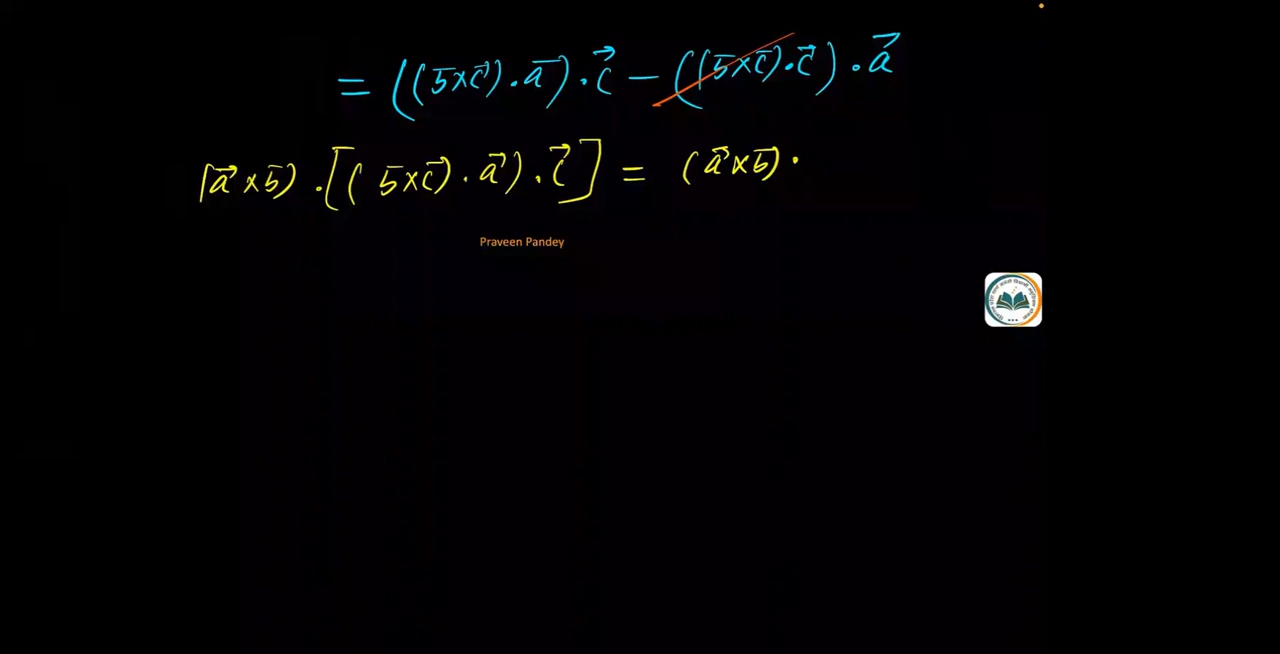 = ((b̄×c⃗)·ā)·c⃗ − ((b̄×c̄)·c⃗)·a⃗
(a⃗×b̄)·[(b̄×c⃗)·a⃗)·c⃗] = (a⃗×b̄)·
Praveen Pandey